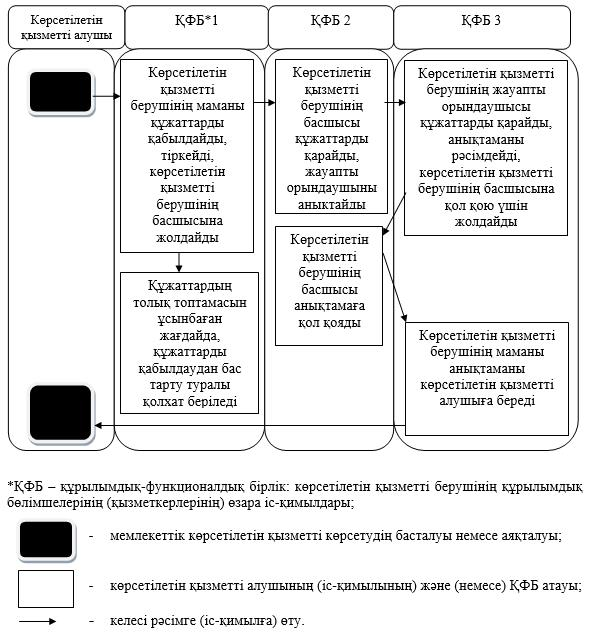 Көрсетілетін
қызметті алушы
ҚФБ*1
ҚФБ 2
ҚФБ 3
Көрсетілетін
қызметті
берушінің маманы
құжаттарды
қабылдайды,
тіркейді,
көрсетілетін
қызметті
берушінің
басшысына
жолдайды
Көрсетілетін
қызметті
берушінің
басшысы
құжаттарды
қарайды,
жауапты
орындаушыны
анықтайды
Көрсетілетін қызметті
берушінің жауапты
орындаушысы
құжаттарды қарайды,
анықтаманы
рәсімдейді,
көрсетілетін қызметті
берушінің басшысына
қол қою үшін
жолдайды
Құжаттардың
толық топтамасын
ұсынбаған
жағдайда,
құжаттарды
қабылдаудан бас
тарту туралы
қолхат беріледі
Көрсетілетін
қызметті
берушінің
басшысы
анықтамаға
қол қояды
Көрсетілетін қызметті
берушінің маманы
анықтаманы
көрсетілетін қызметті
алушыға береді
*ҚФБ – құрылымдық-функционалдық бірлік: көрсетілетін қызметті берушінің құрылымдық
бөлімшелерінің (қызметкерлерінің) өзара іс-қимылдары;
- мемлекеттік көрсетілетін қызметті көрсетудің басталуы немесе аяқталуы;
- көрсетілетін қызметті алушының (іс-қимылының) және (немесе) ҚФБ атауы;
- келесі рәсімге (іс-қимылға) өту.